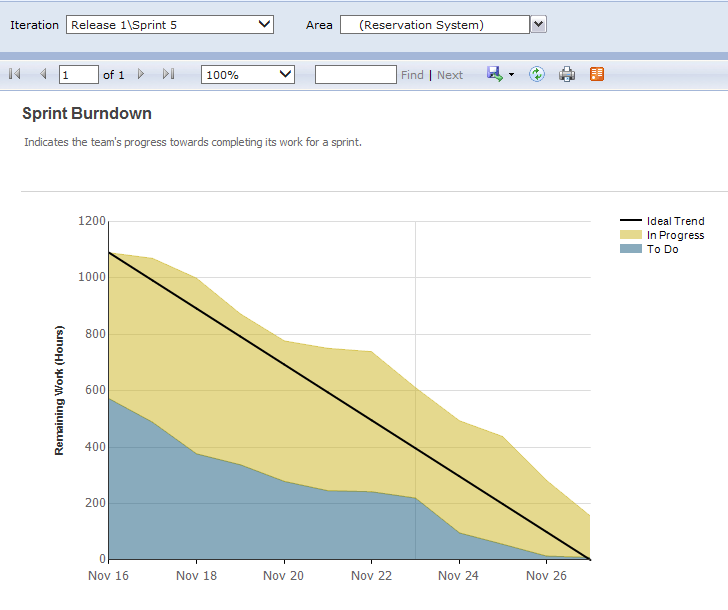 Iteration Release 1\Sprint 5 Area (Reservation System)
1 of 1 100% Find | Next
Sprint Burndown
Indicates the team's progress towards completing its work for a sprint.
Ideal Trend
In Progress
To Do
Remaining Work (Hours)
1200
1000
800
600
400
200
0
Nov 16 Nov 18 Nov 20 Nov 22 Nov 24 Nov 26